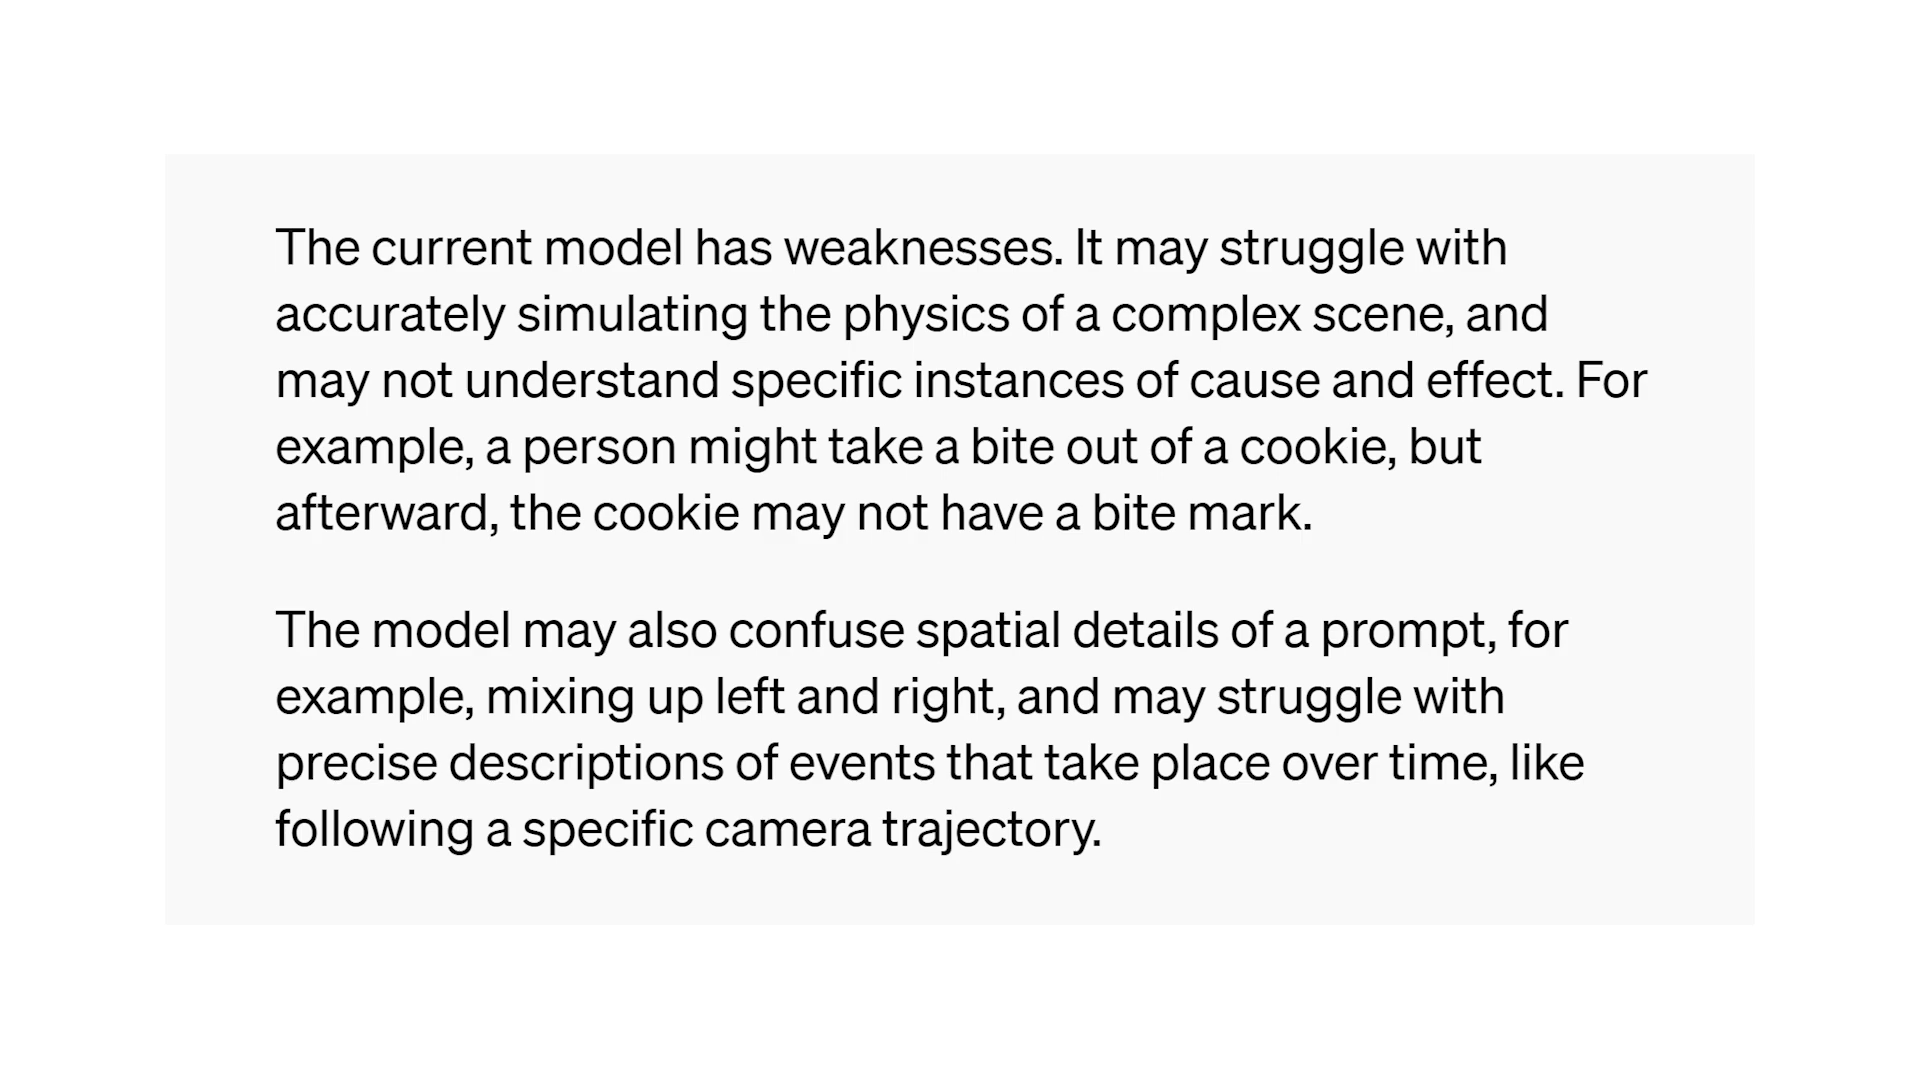 The current model has weaknesses. It may struggle with
accurately simulating the physics of a complex scene, and
may not understand specific instances of cause and effect. For
example, a person might take a bite out of a cookie, but
afterward, the cookie may not have a bite mark.
The model may also confuse spatial details of a prompt, for
example, mixing up left and right, and may struggle with
precise descriptions of events that take place over time, like
following a specific camera trajectory.